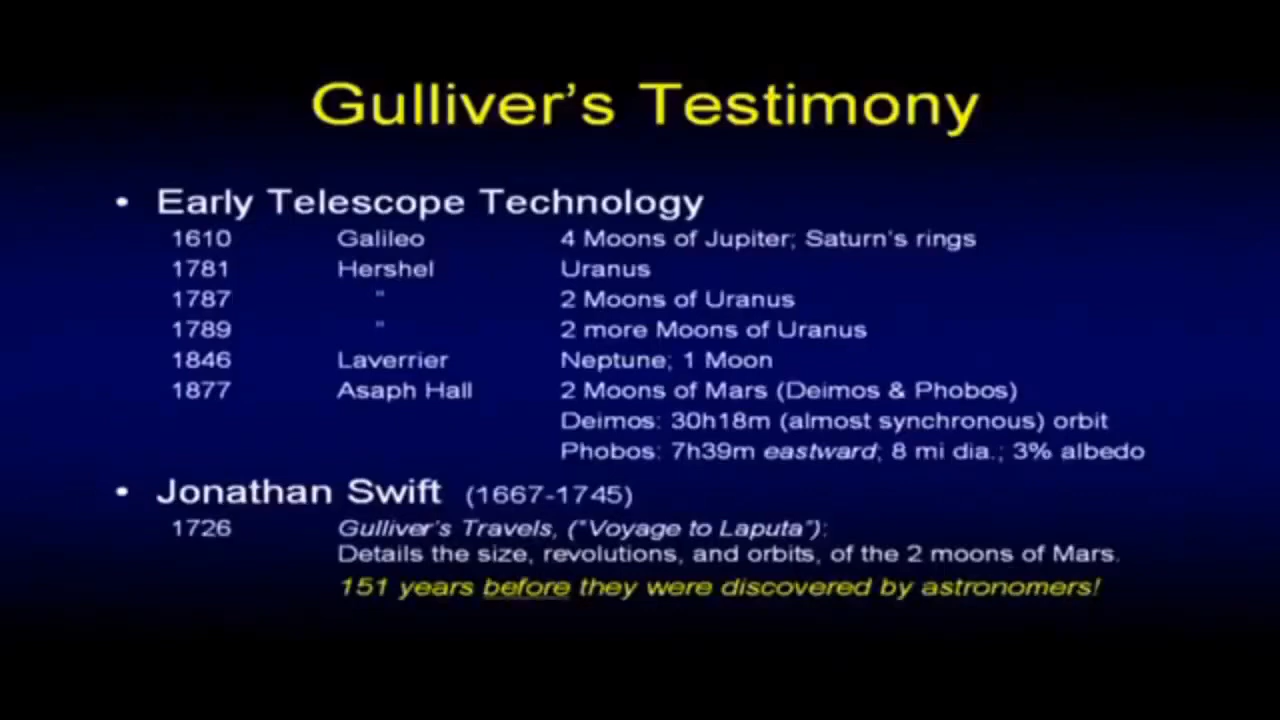 Gulliver's Testimony
• Early Telescope Technology
1610 Galileo 4 Moons of Jupiter; Saturn's rings
1781 Hershel Uranus
1787 " 2 Moons of Uranus
1789 " 2 more Moons of Uranus
1846 Laverrier Neptune; 1 Moon
1877 Asaph Hall 2 Moons of Mars (Deimos & Phobos)
Deimos: 30h18m (almost synchronous) orbit
Phobos: 7h39m eastward; 8 mi dia.; 3% albedo
• Jonathan Swift (1667-1745)
1726 Gulliver's Travels, ("Voyage to Laputa"):
Details the size, revolutions, and orbits, of the 2 moons of Mars.
151 years before they were discovered by astronomers!